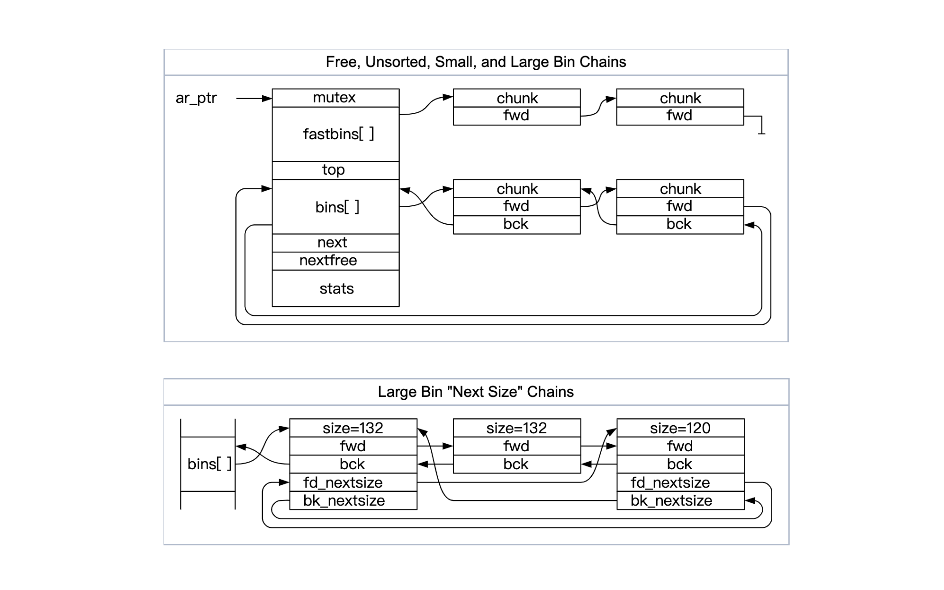 Free, Unsorted, Small, and Large Bin Chains
ar_ptr
mutex
fastbins[ ]
top
bins[ ]
next
nextfree
stats
chunk
fwd
chunk
fwd
chunk
fwd
bck
chunk
fwd
bck
Large Bin "Next Size" Chains
bins[ ]
size=132
fwd
bck
fd_nextsize
bk_nextsize
size=132
fwd
bck
size=120
fwd
bck
fd_nextsize
bk_nextsize